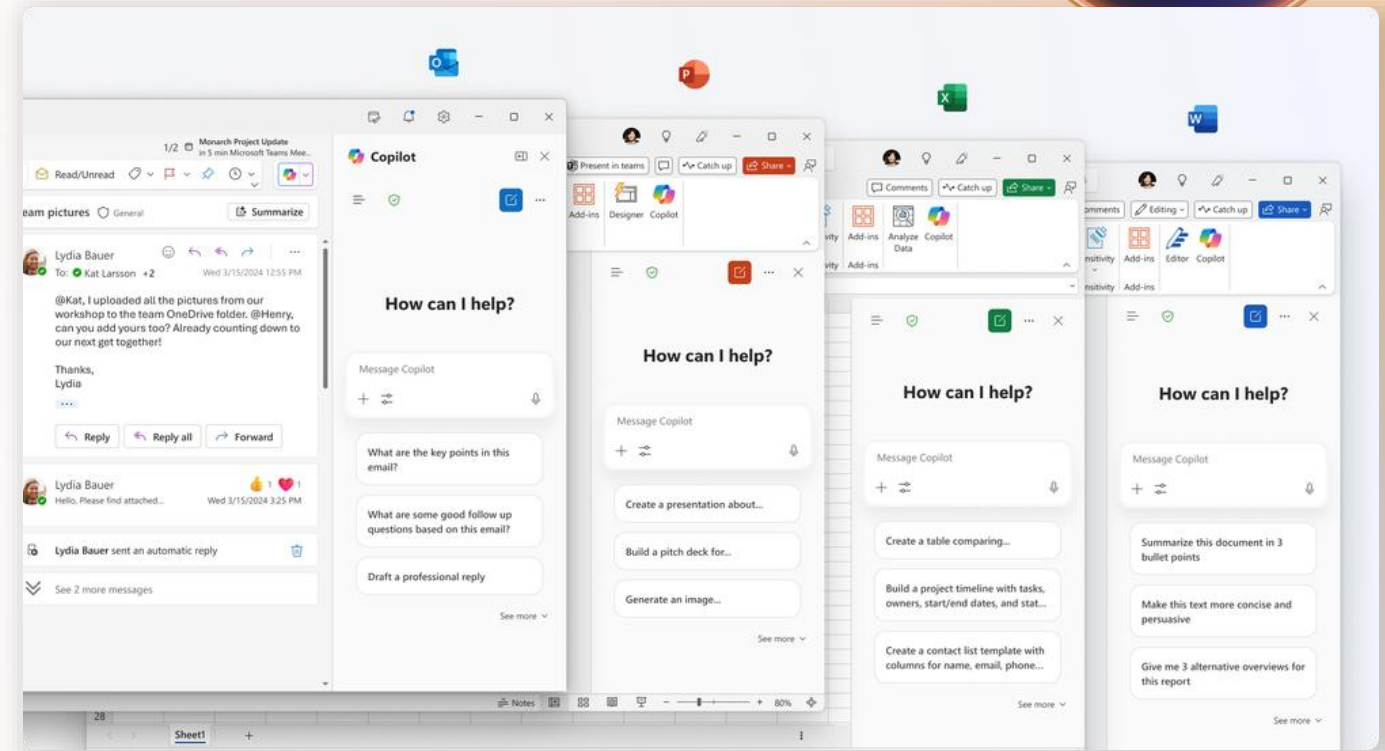 1/2
Monarch Project Update
in 5 min Microsoft Teams Mee...
Read/Unread
eam pictures
General
Summarize
Lydia Bauer
To: Kat Larsson +2
Wed 3/15/2024 12:55 PM
@Kat, I uploaded all the pictures from our
workshop to the team OneDrive folder. @Henry,
can you add yours too? Already counting down to
our next get together!
Thanks,
Lydia
Reply
Reply all
Forward
Lydia Bauer
1
1
Hello, Please find attached...
Wed 3/15/2024 3:25 PM
Lydia Bauer sent an automatic reply
See 2 more messages
Copilot
How can I help?
Message Copilot
What are the key points in this
email?
What are some good follow up
questions based on this email?
Draft a professional reply
See more
O
P
X
W
Present in teams
Catch up
Share
Add-ins
Designer
Copilot
How can I help?
Message Copilot
Create a presentation about...
Build a pitch deck for...
Generate an image...
See more
Notes
80%
Comments
Catch up
Share
vity
Add-ins
Analyze
Data
Copilot
vity
Add-ins
How can I help?
Message Copilot
Create a table comparing...
Build a project timeline with tasks,
owners, start/end dates, and stat...
Create a contact list template with
columns for name, email, phone...
See more
28
Sheet1
omments
Editing
Catch up
Share
nsitivity
Add-ins
Editor
Copilot
nsitivity
Add-ins
How can I help?
Message Copilot
Summarize this document in 3
bullet points
Make this text more concise and
persuasive
Give me 3 alternative overviews for
this report
See more